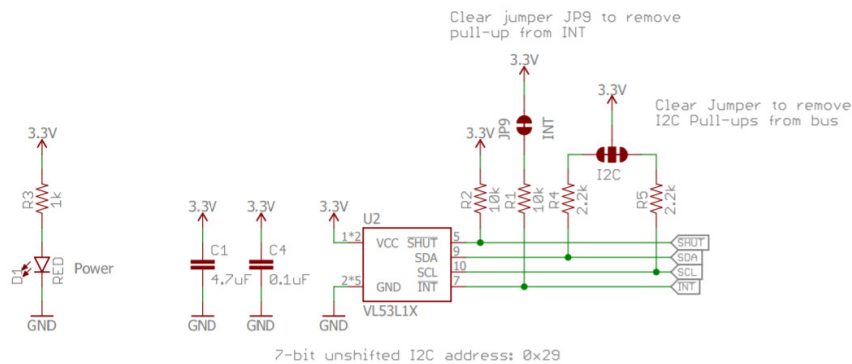 Clear jumper JP9 to remove
pull-up from INT
3.3V
3.3V
Clear Jumper to remove
I2C Pull-ups from bus
JP9
INT
3.3V
3.3V
I2C
R3
1k
R2
10k
R1
10k
R4
2.2k
R5
2.2k
3.3V
3.3V
3.3V
U2
1*2
VCC
SHUT
5
SHUT
SDA
9
SDA
SCL
10
SCL
2*5
GND
INT
7
INT
VL53L1X
C1
4.7uF
C4
0.1uF
D1
RED
Power
GND
GND
GND
GND
7-bit unshifted I2C address: 0x29